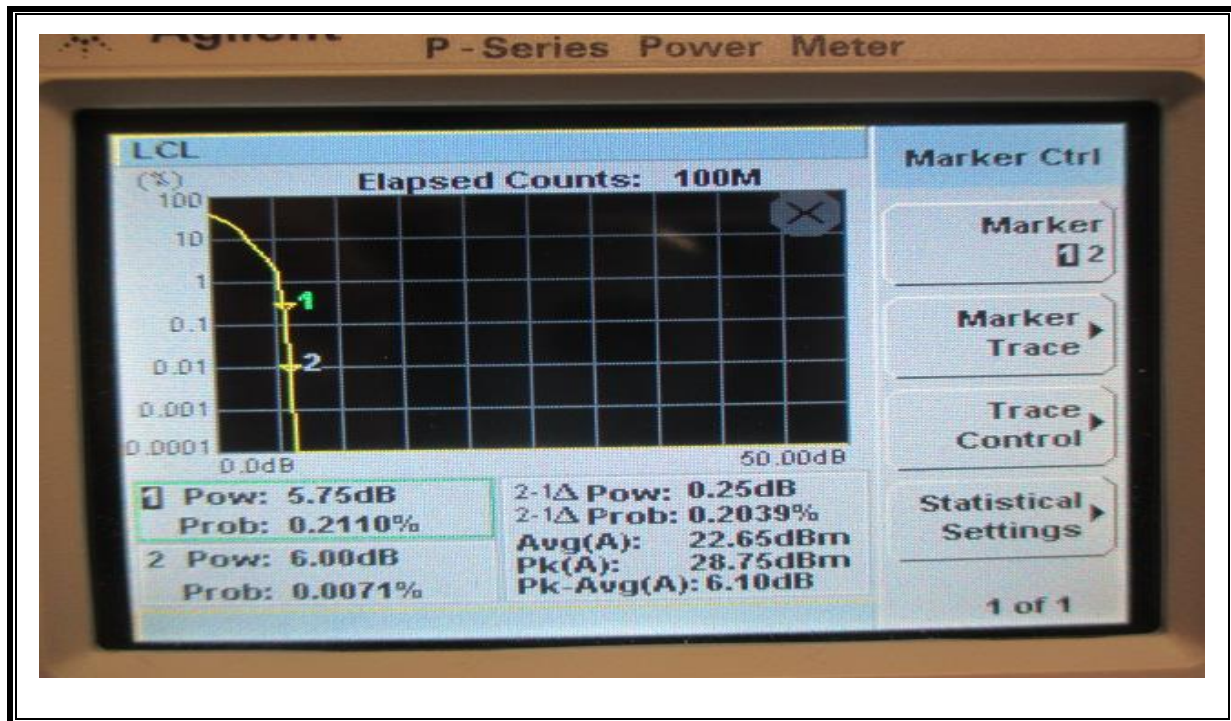 Agilent
P-Series Power Meter
LCL
Marker Ctrl
(%)
Elapsed Counts: 100M
100
10
1
0.1
0.01
0.001
0.0001
1
2
0.0dB
50.00dB
1 Pow: 5.75dB
Prob: 0.2110%
2 Pow: 6.00dB
Prob: 0.0071%
2-1Δ Pow: 0.25dB
2-1Δ Prob: 0.2039%
Avg(A): 22.65dBm
Pk(A): 28.75dBm
Pk-Avg(A): 6.10dB
Marker
1 2
Marker
Trace
Trace
Control
Statistical
Settings
1 of 1